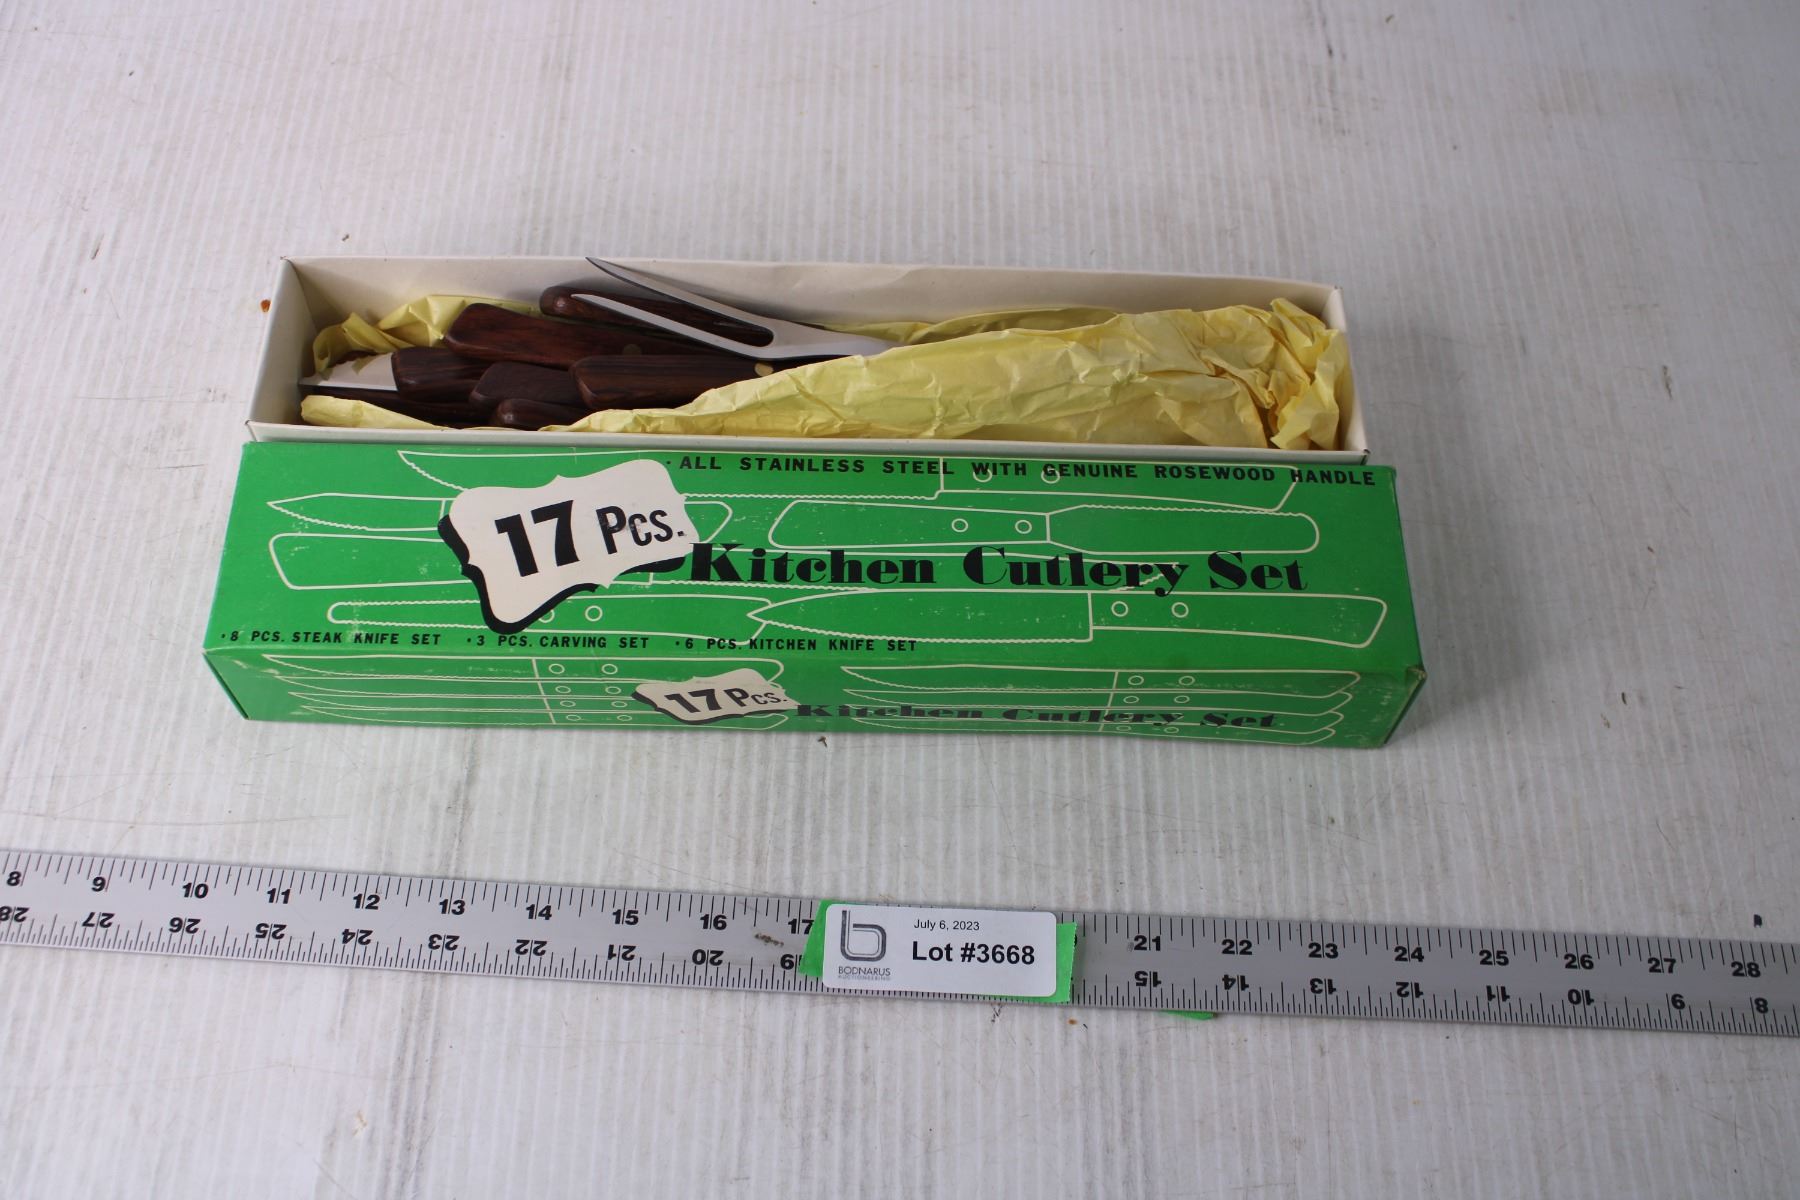 · ALL STAINLESS STEEL WITH GENUINE ROSEWOOD HANDLE
17 Pcs.
Kitchen Cutlery Set
· 8 PCS. STEAK KNIFE SET · 3 PCS. CARVING SET · 6 PCS. KITCHEN KNIFE SET
17 Pcs.
Kitchen Cutlery Set
8 9 10 11 12 13 14 15 16 17 21 22 23 24 25 26 27 28
28 27 26 25 24 23 22 21 20 19 15 14 13 12 11 10 9 8
July 6, 2023
Lot #3668
BODNARUS
AUCTIONEERING